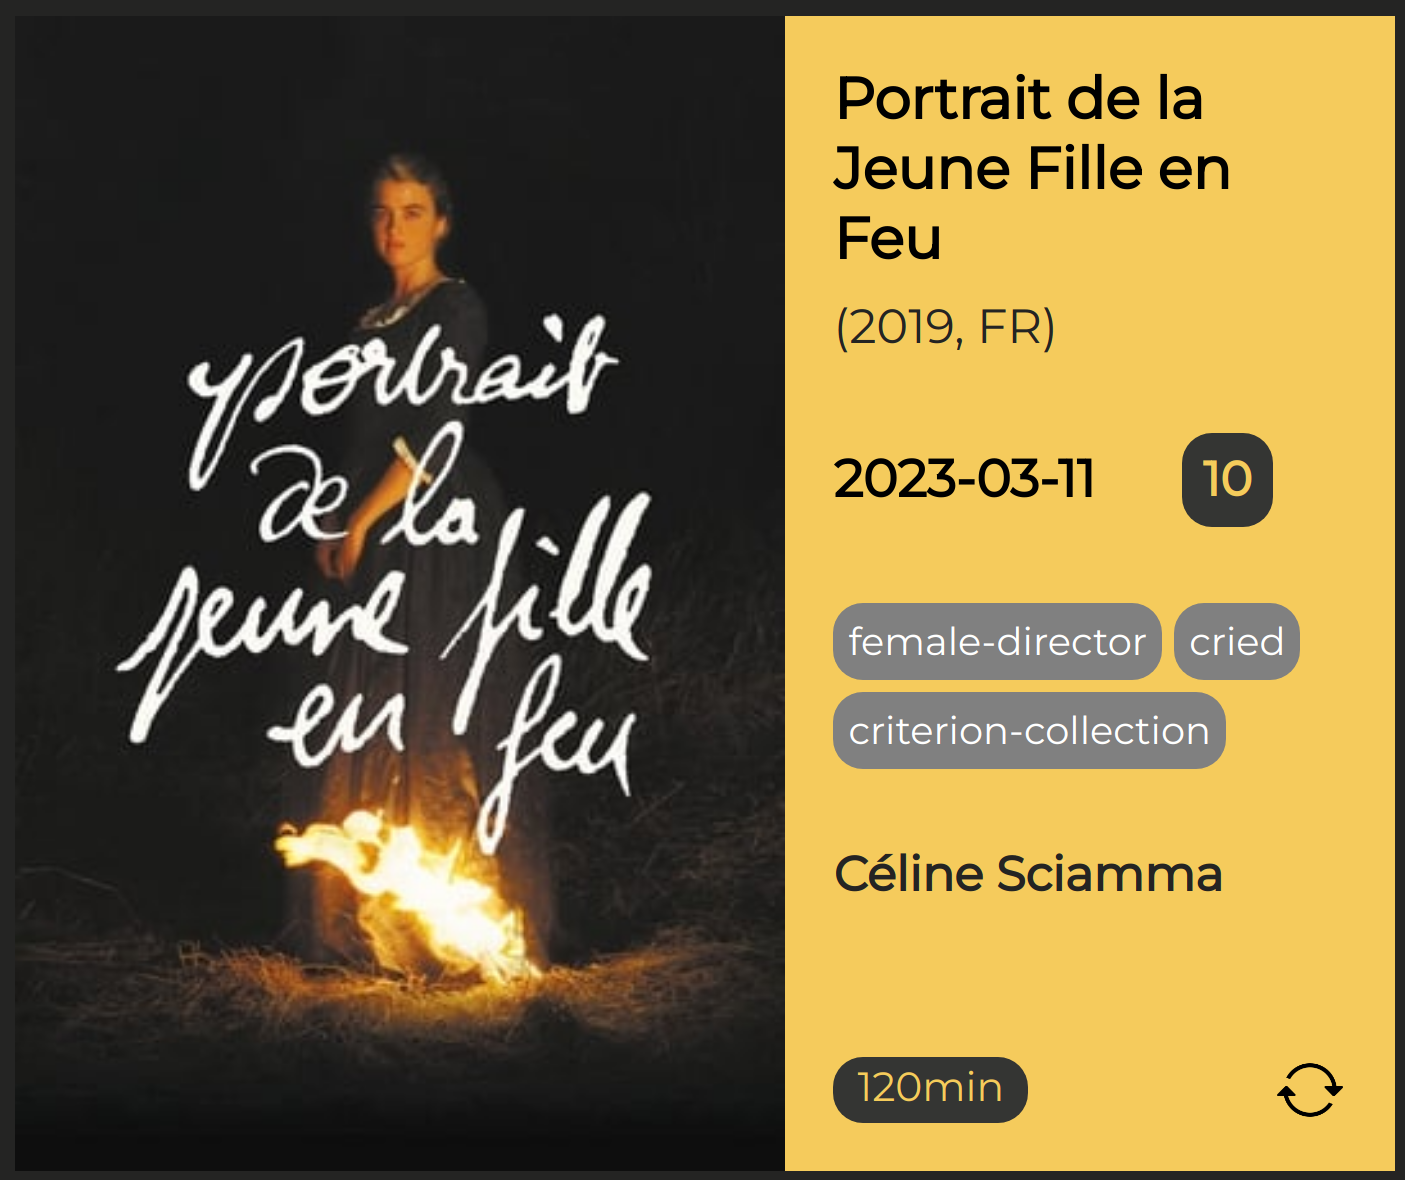 portrait
de la
jeune fille
en feu
Portrait de la
Jeune Fille en
Feu
(2019, FR)
2023-03-11 10
female-director cried
criterion-collection
Céline Sciamma
120min